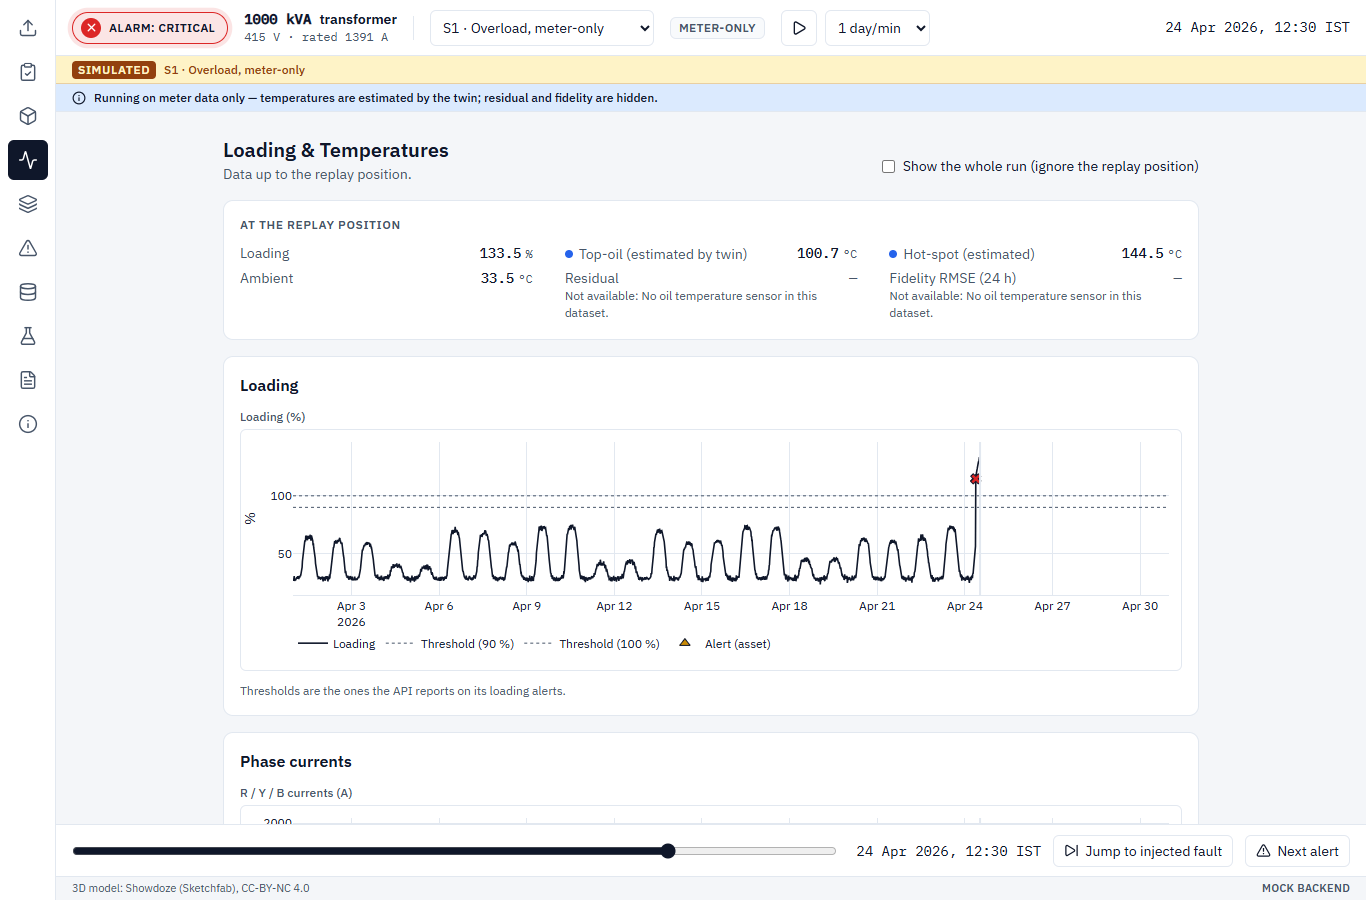 ALARM: CRITICAL
1000 kVA transformer
415 V · rated 1391 A
S1 · Overload, meter-only
METER-ONLY
1 day/min
24 Apr 2026, 12:30 IST
SIMULATED S1 · Overload, meter-only
Running on meter data only — temperatures are estimated by the twin; residual and fidelity are hidden.
Loading & Temperatures
Data up to the replay position.
Show the whole run (ignore the replay position)
AT THE REPLAY POSITION
Loading 133.5 %
Top-oil (estimated by twin) 100.7 °C
Hot-spot (estimated) 144.5 °C
Ambient 33.5 °C
Residual —
Not available: No oil temperature sensor in this
dataset.
Fidelity RMSE (24 h) —
Not available: No oil temperature sensor in this
dataset.
Loading
Loading (%)
%
100
50
Apr 3 Apr 6 Apr 9 Apr 12 Apr 15 Apr 18 Apr 21 Apr 24 Apr 27 Apr 30
2026
Loading Threshold (90 %) Threshold (100 %) Alert (asset)
Thresholds are the ones the API reports on its loading alerts.
Phase currents
R / Y / B currents (A)
2000
24 Apr 2026, 12:30 IST
Jump to injected fault
Next alert
3D model: Showdoze (Sketchfab), CC-BY-NC 4.0
MOCK BACKEND